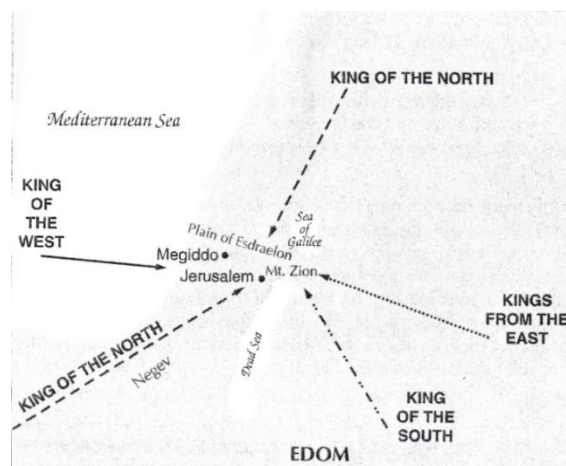 KING OF THE NORTH
Mediterranean Sea
KING
OF
THE
WEST
Plain of Esdraelon
Sea
of
Galilee
Megiddo
Jerusalem
Mt. Zion
KINGS
FROM THE
EAST
KING OF THE NORTH
Negev
Dead Sea
KING
OF THE
SOUTH
EDOM